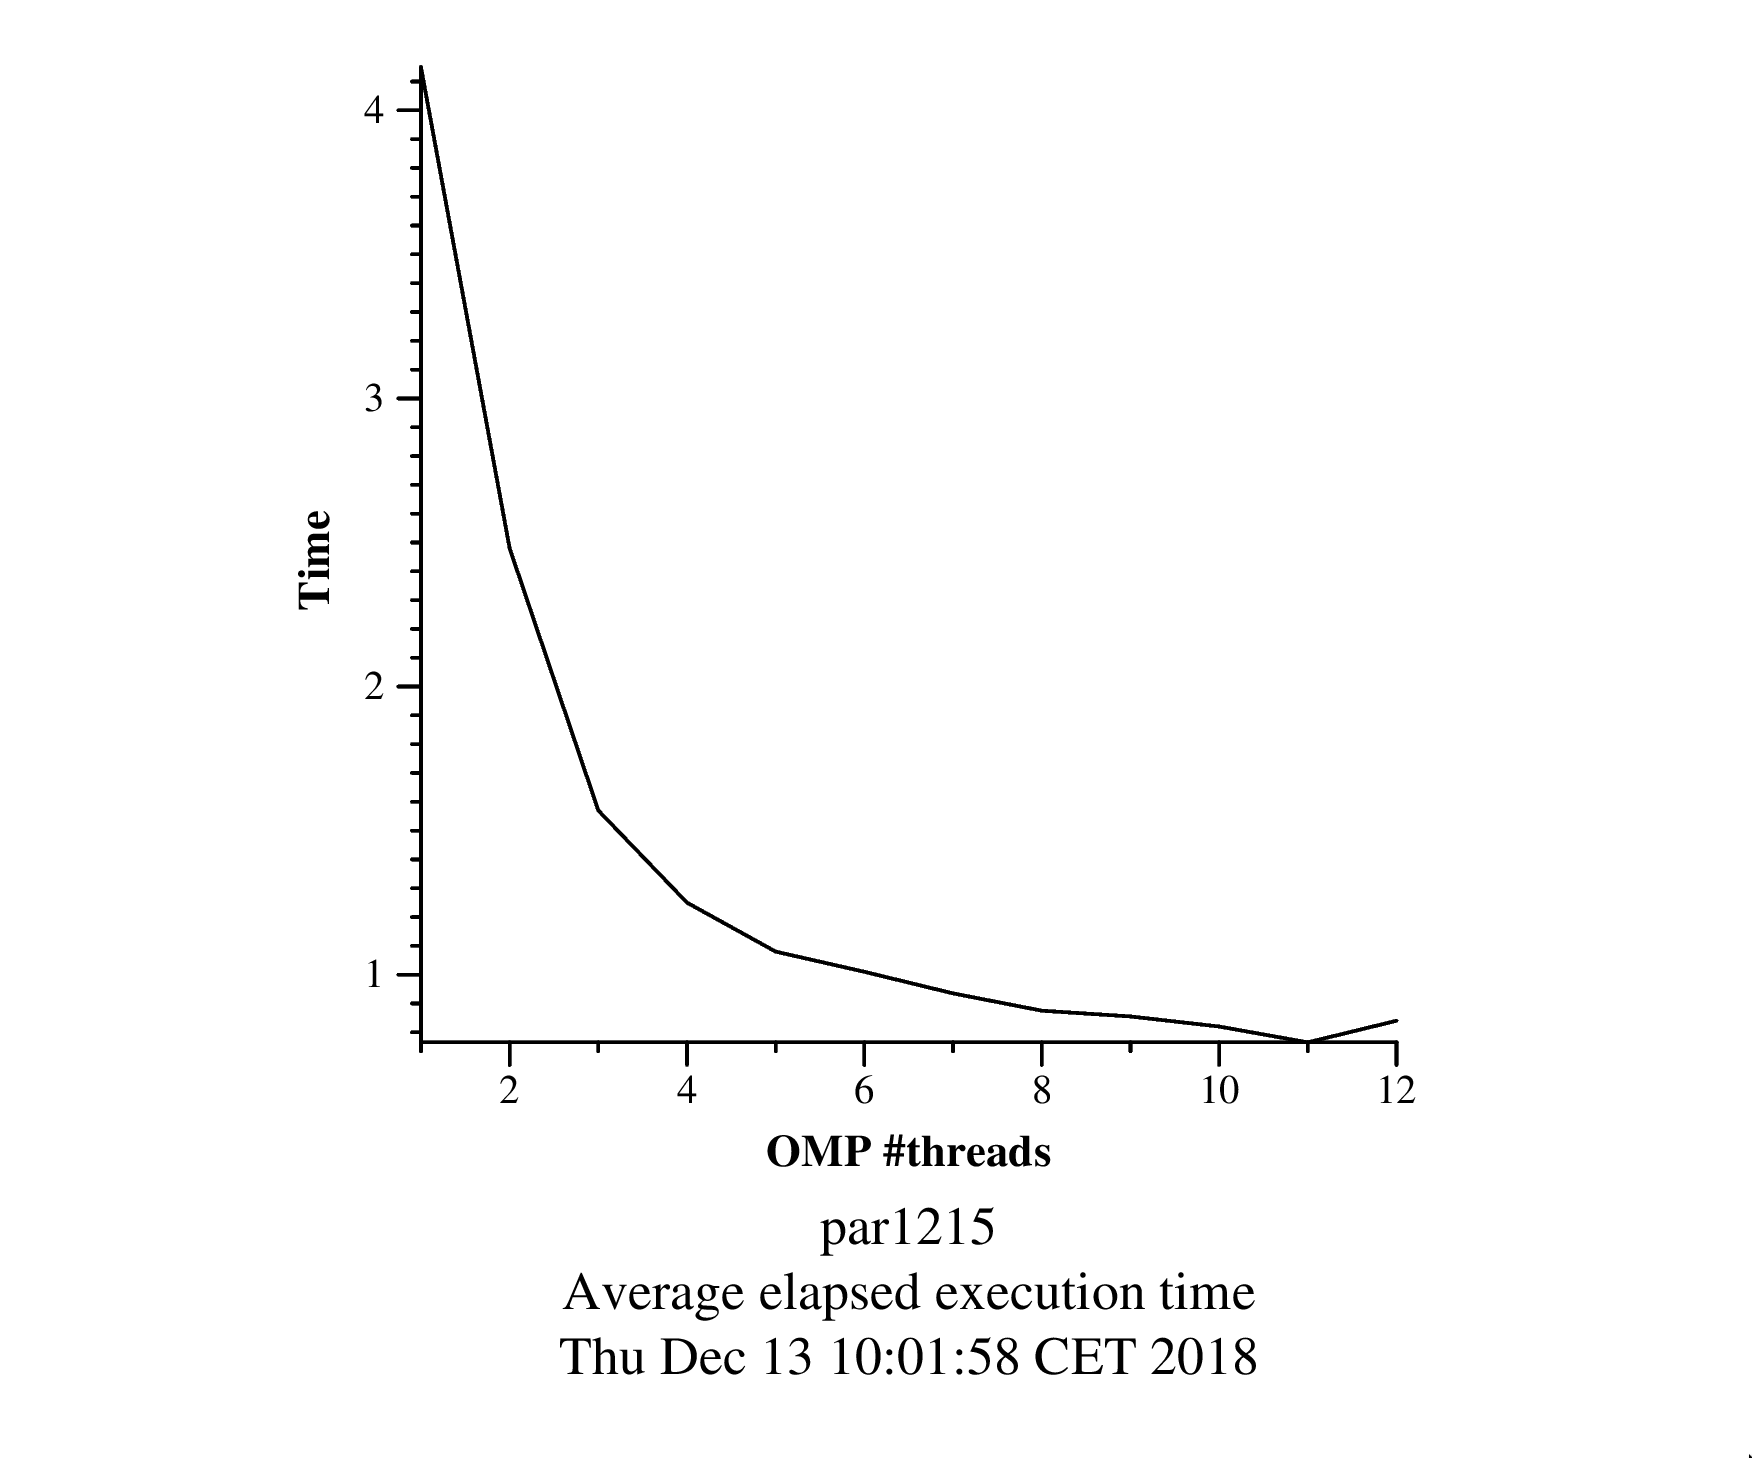 4
3
2
1
Time
2 4 6 8 10 12
OMP #threads
par1215
Average elapsed execution time
Thu Dec 13 10:01:58 CET 2018